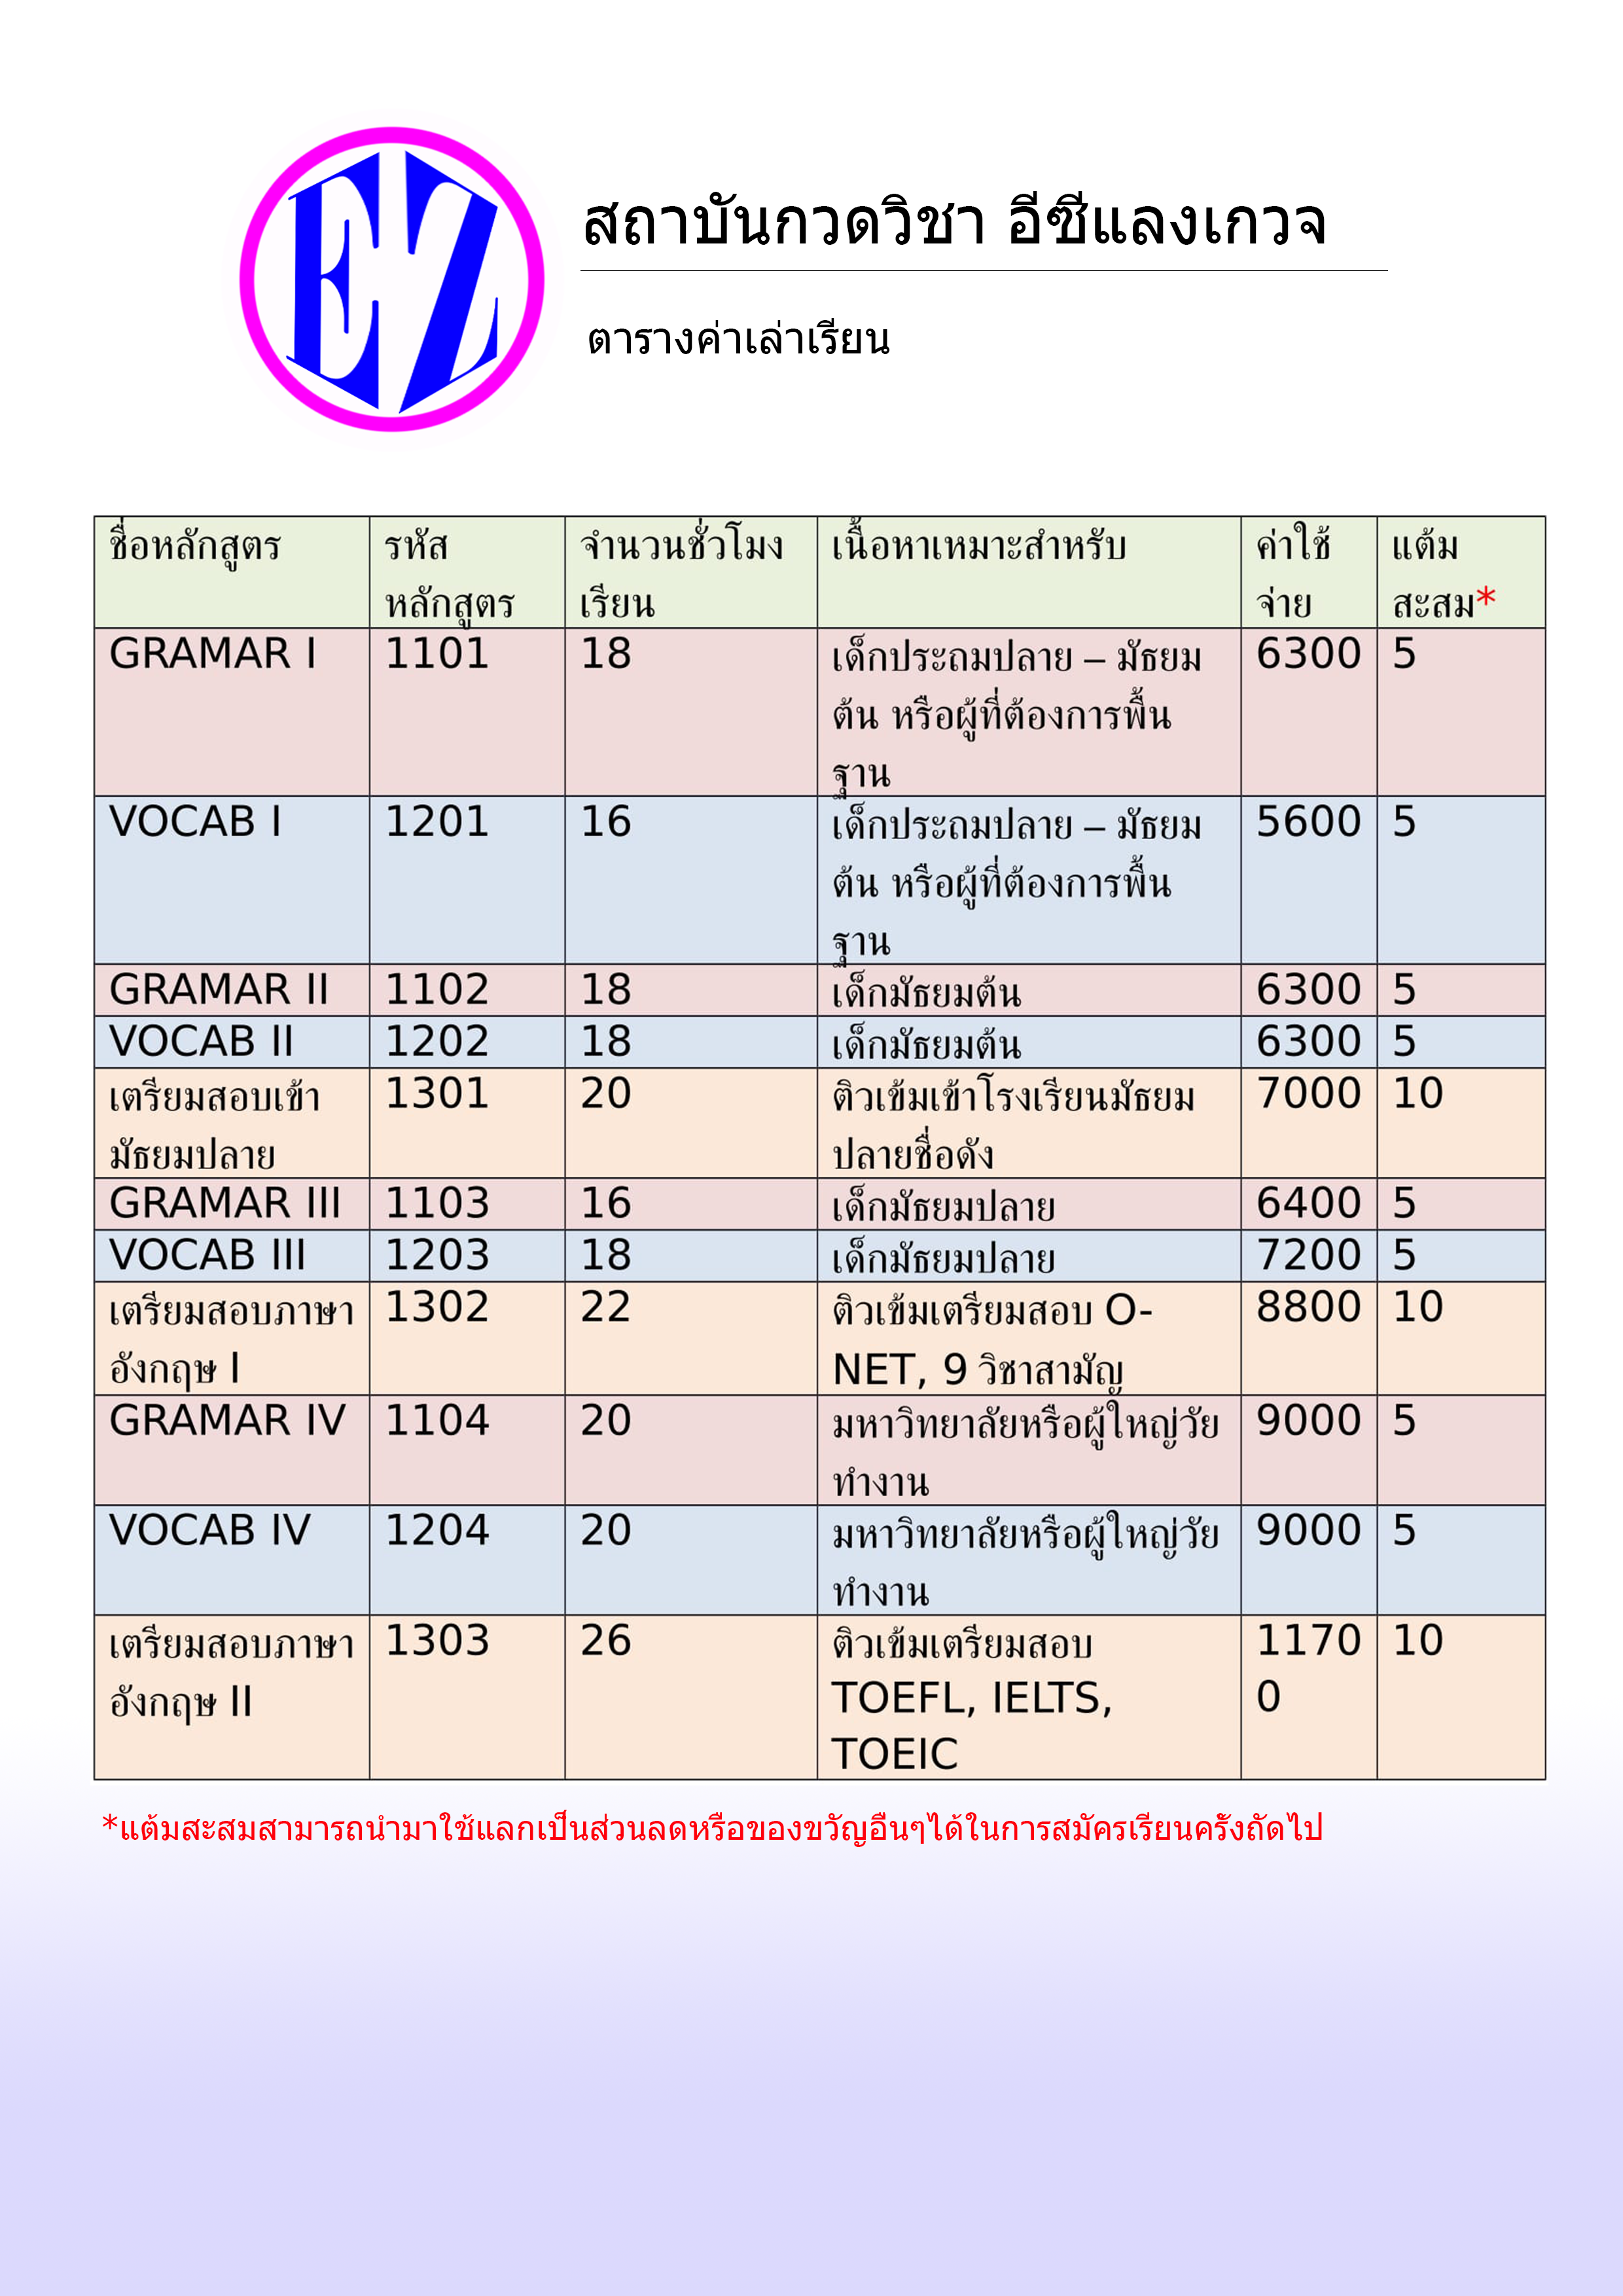 EZ
สถาบันกวดวิชา อีซีแลงเกวจ
ตารางค่าเล่าเรียน
ชื่อหลักสูตร รหัสหลักสูตร จำนวนชั่วโมงเรียน เนื้อหาเหมาะสำหรับ ค่าใช้จ่าย แต้มสะสม*
GRAMAR I 1101 18 เด็กประถมปลาย – มัธยมต้น หรือผู้ที่ต้องการพื้นฐาน 6300 5
VOCAB I 1201 16 เด็กประถมปลาย – มัธยมต้น หรือผู้ที่ต้องการพื้นฐาน 5600 5
GRAMAR II 1102 18 เด็กมัธยมต้น 6300 5
VOCAB II 1202 18 เด็กมัธยมต้น 6300 5
เตรียมสอบเข้ามัธยมปลาย 1301 20 ติวเข้มเข้าโรงเรียนมัธยมปลายชื่อดัง 7000 10
GRAMAR III 1103 16 เด็กมัธยมปลาย 6400 5
VOCAB III 1203 18 เด็กมัธยมปลาย 7200 5
เตรียมสอบภาษาอังกฤษ I 1302 22 ติวเข้มเตรียมสอบ O-NET, 9 วิชาสามัญ 8800 10
GRAMAR IV 1104 20 มหาวิทยาลัยหรือผู้ใหญ่วัยทำงาน 9000 5
VOCAB IV 1204 20 มหาวิทยาลัยหรือผู้ใหญ่วัยทำงาน 9000 5
เตรียมสอบภาษาอังกฤษ II 1303 26 ติวเข้มเตรียมสอบ TOEFL, IELTS, TOEIC 11700 10
*แต้มสะสมสามารถนำมาใช้แลกเป็นส่วนลดหรือของขวัญอื่นๆได้ในการสมัครเรียนครั้งถัดไป